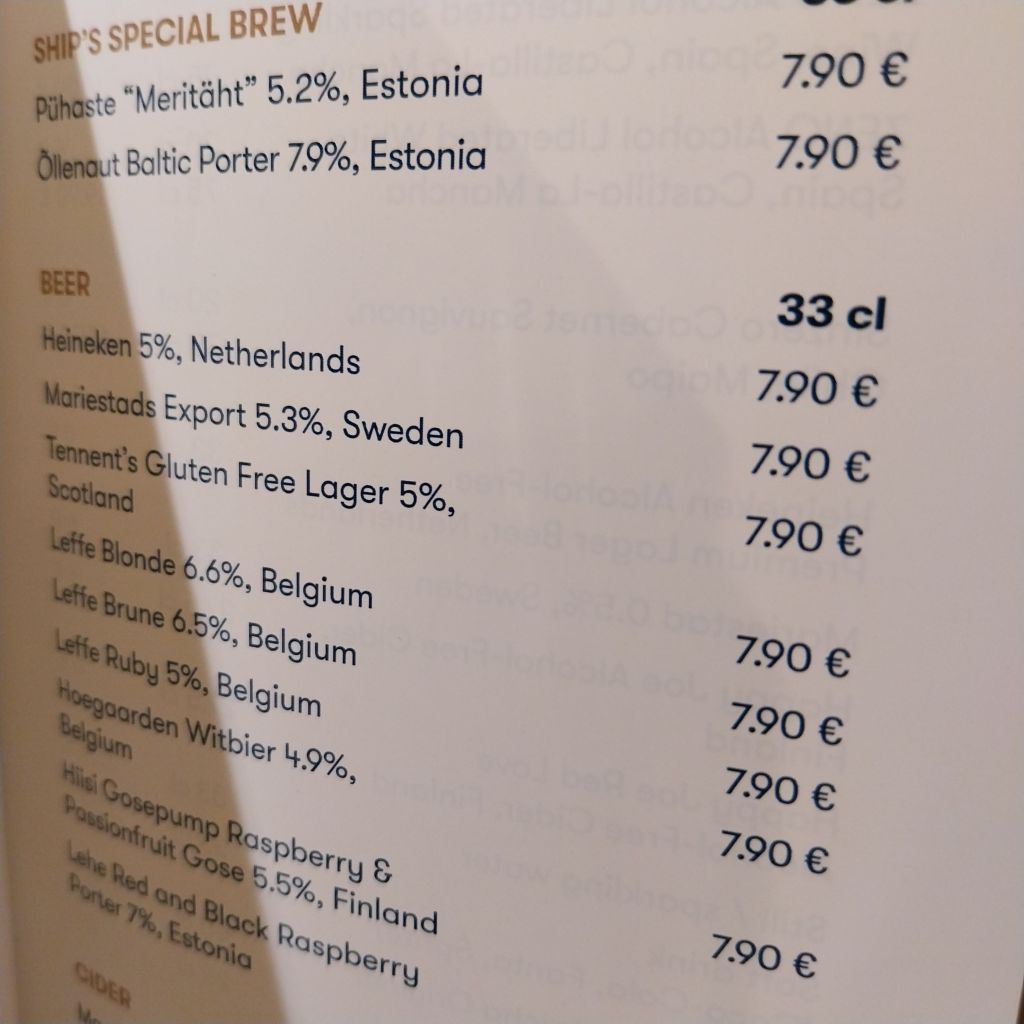 SHIP'S SPECIAL BREW
Pühaste “Meritäht” 5.2%, Estonia 7.90 €
Õllenaut Baltic Porter 7.9%, Estonia 7.90 €
BEER 33 cl
Heineken 5%, Netherlands 7.90 €
Mariestads Export 5.3%, Sweden 7.90 €
Tennent's Gluten Free Lager 5%, 7.90 €
Scotland
Leffe Blonde 6.6%, Belgium 7.90 €
Leffe Brune 6.5%, Belgium 7.90 €
Leffe Ruby 5%, Belgium 7.90 €
Hoegaarden Witbier 4.9%, 7.90 €
Belgium
Hiisi Gosepump Raspberry & 7.90 €
Passionfruit Gose 5.5%, Finland
Lehe Red and Black Raspberry
Porter 7%, Estonia
CIDER